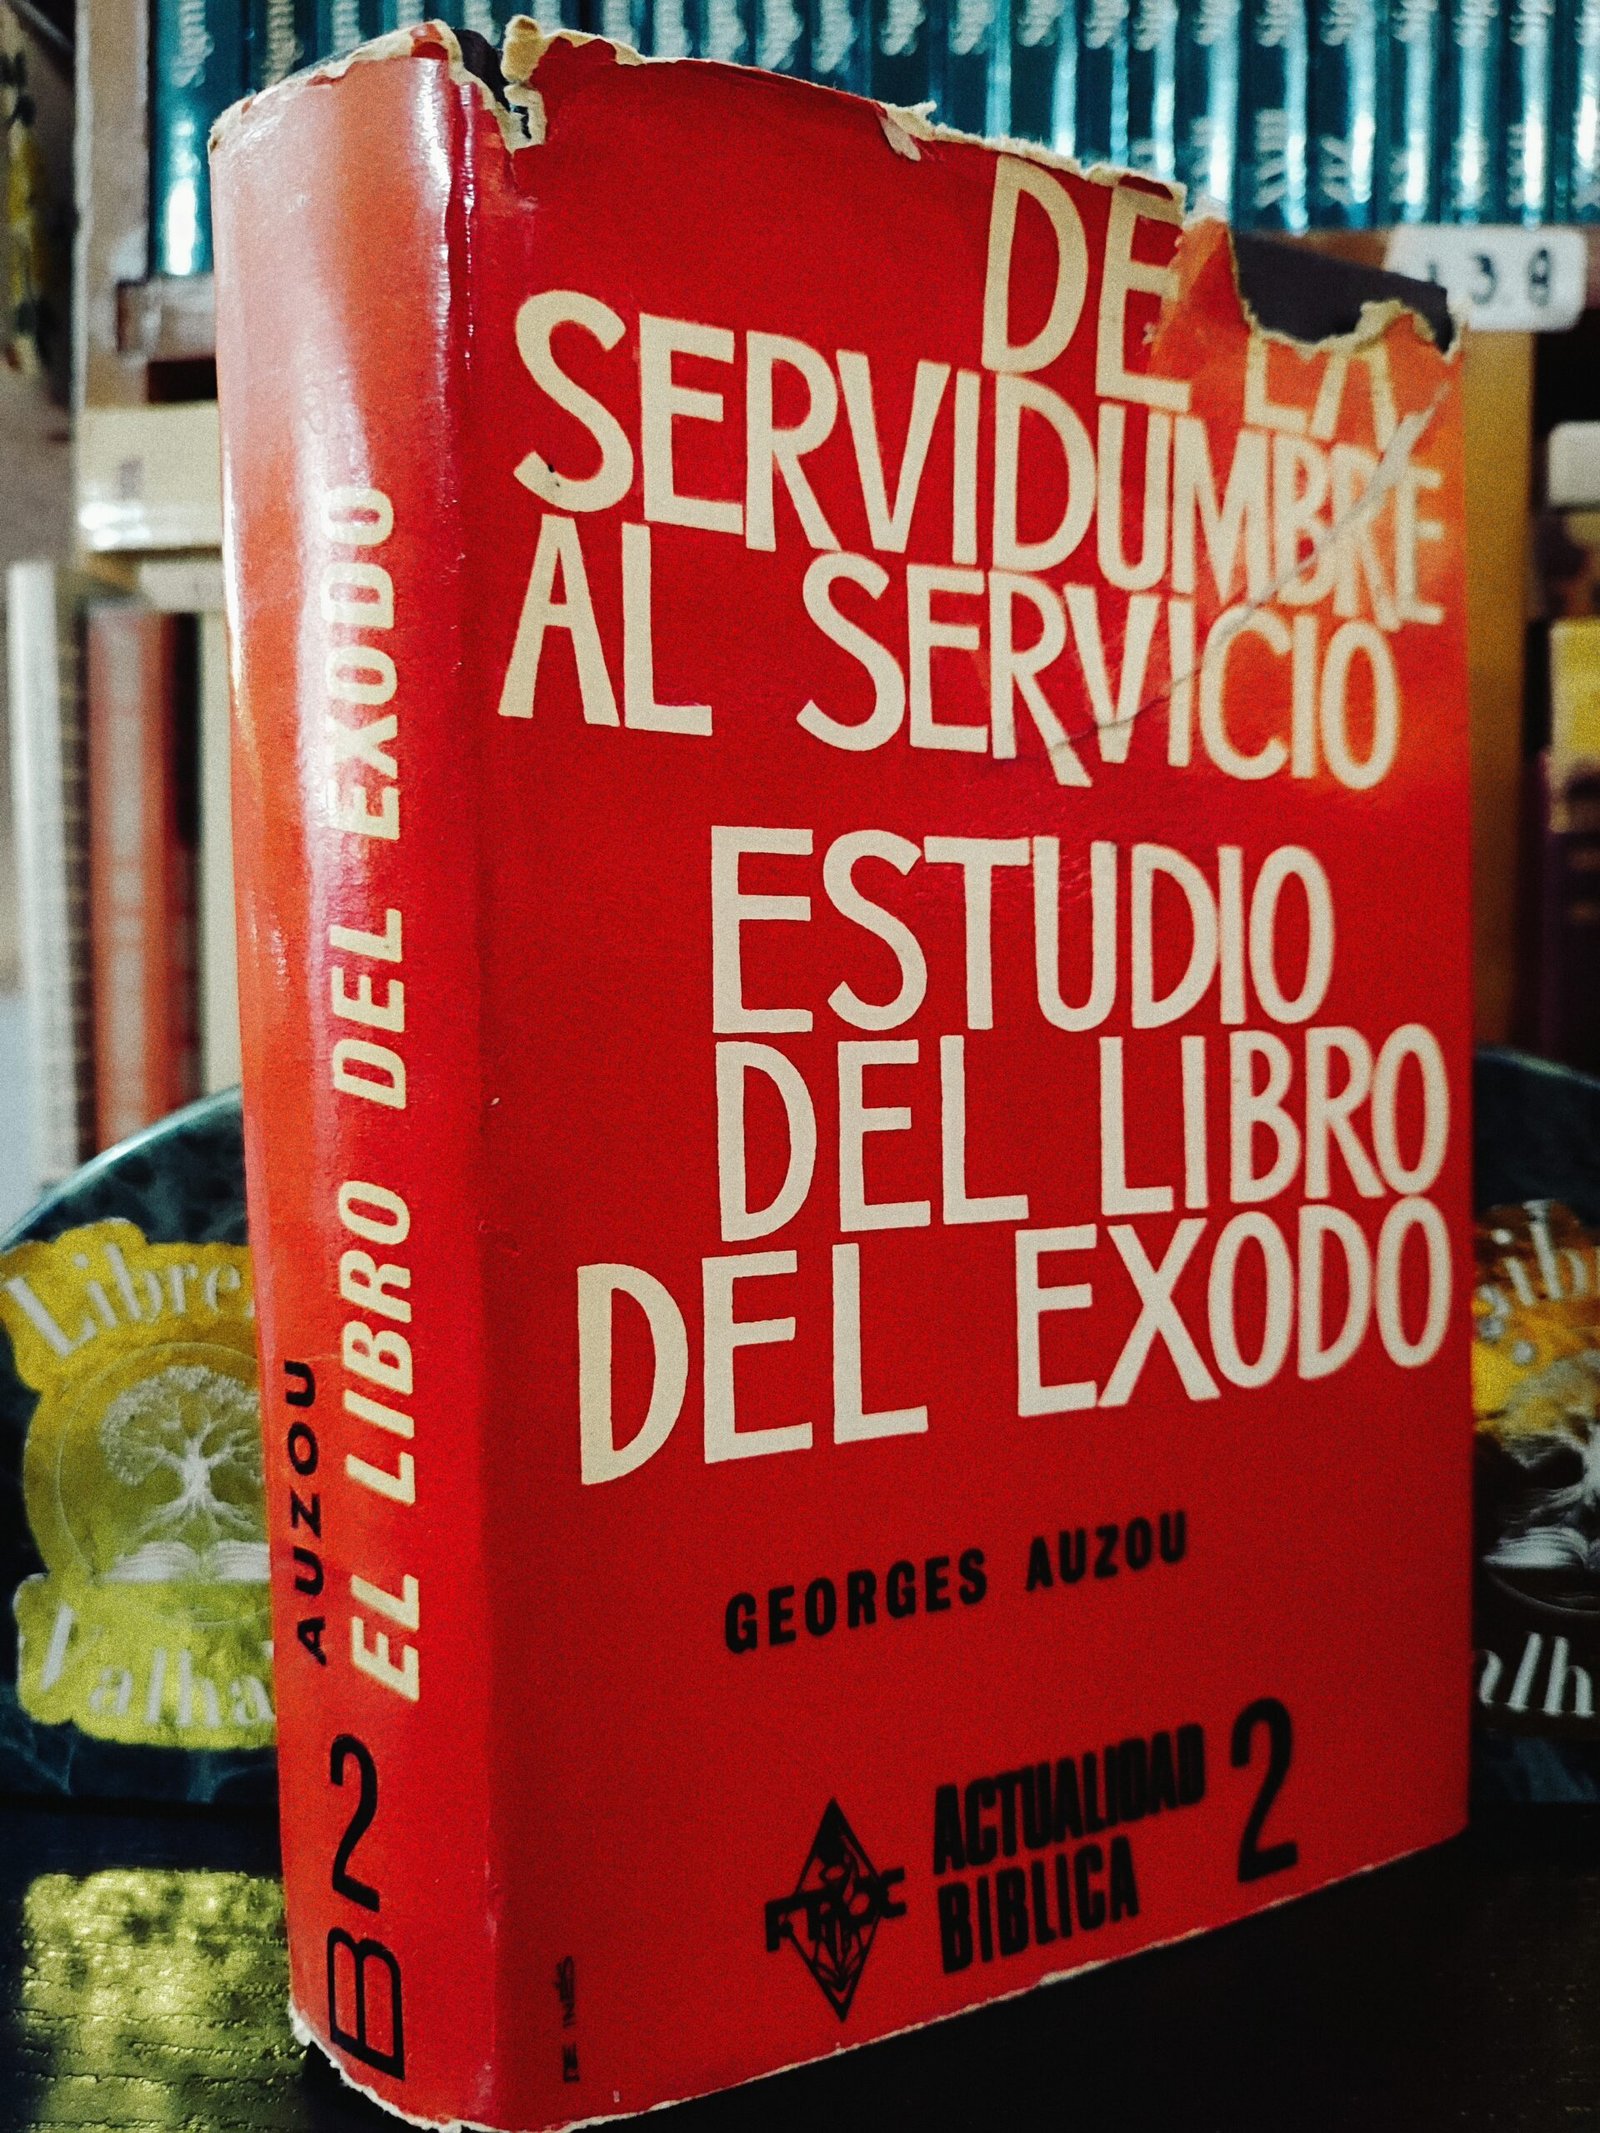 DE LA
SERVIDUMBRE
AL SERVICIO
ESTUDIO
DEL LIBRO
DEL EXODO
GEORGES AUZOU
ACTUALIDAD
BIBLICA
2
AUZOU
EL LIBRO DEL EXODO
B2